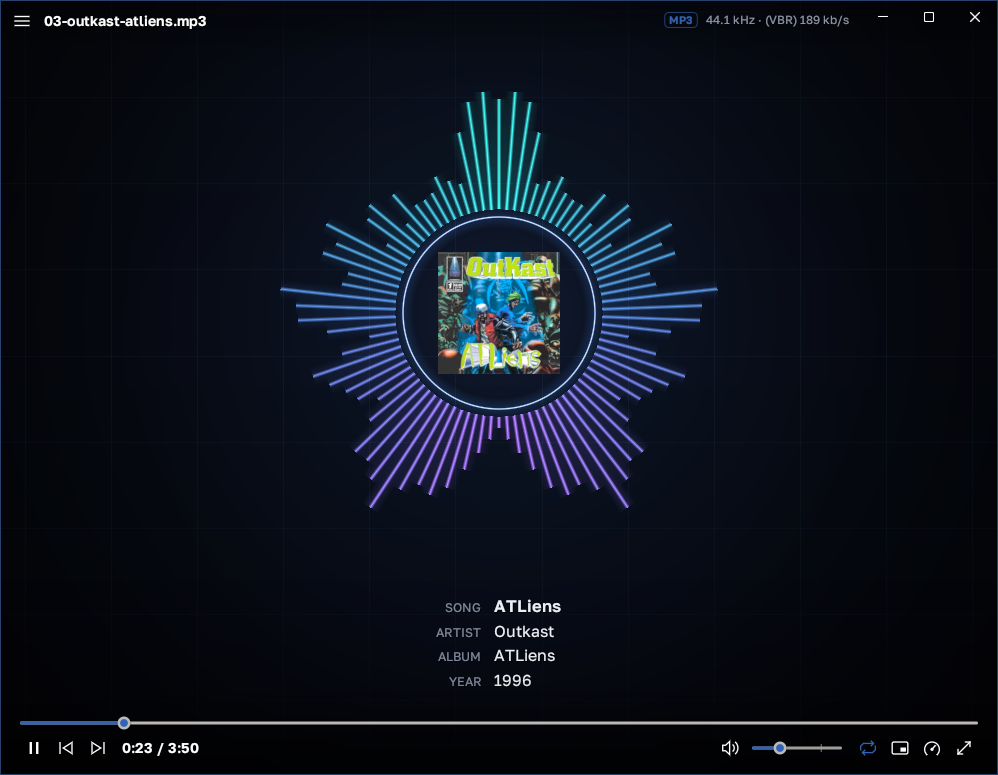 03-outkast-atliens.mp3
MP3 44.1 kHz · (VBR) 189 kb/s
OutKast
ATLiens
SONG ATLiens
ARTIST Outkast
ALBUM ATLiens
YEAR 1996
0:23 / 3:50